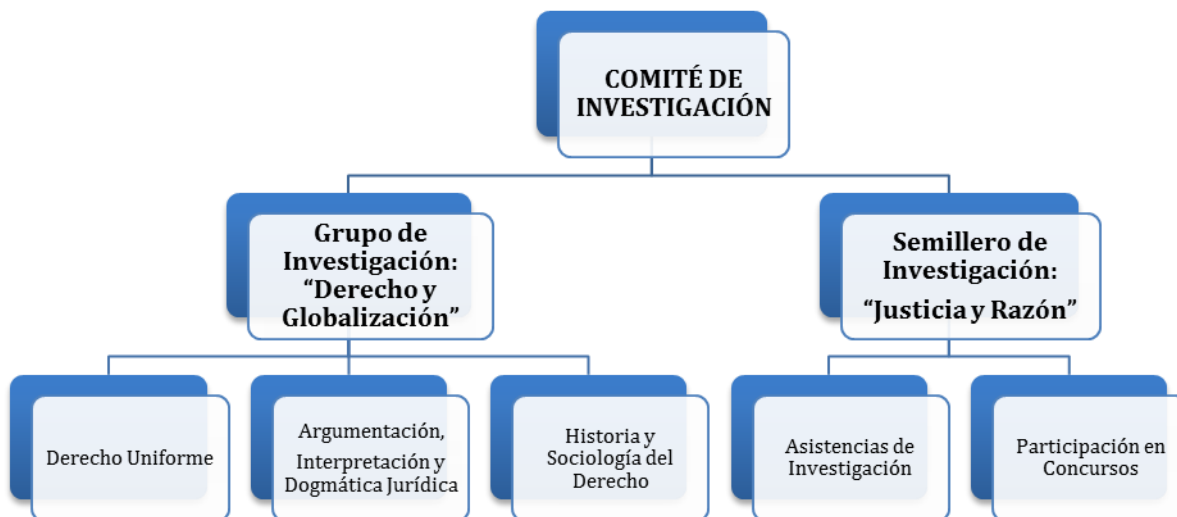 COMITÉ DE
INVESTIGACIÓN
Grupo de
Investigación:
“Derecho y
Globalización”
Semillero de
Investigación:
“Justicia y Razón”
Derecho Uniforme
Argumentación,
Interpretación y
Dogmática Jurídica
Historia y
Sociología del
Derecho
Asistencias de
Investigación
Participación en
Concursos